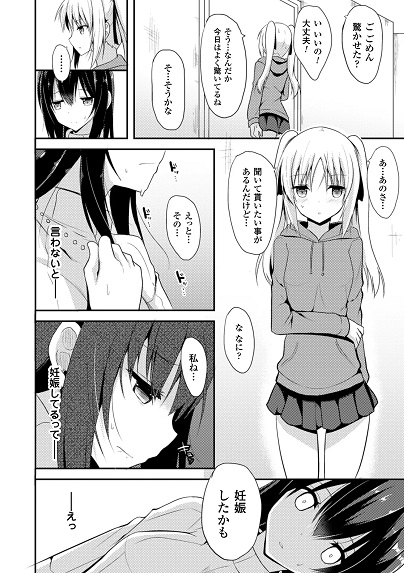 ごごめん
驚かせた?
いいいの!
大丈夫!
そう…なんだか
今日はよく驚いてるね
そ…そうかな
………
あ…あのさ…
聞いて貰いたい事が
あるんだけど…
な なに?
えっと…
その…
言わないと――
私ね…
妊娠してるって――
妊娠
したかも
――えっ